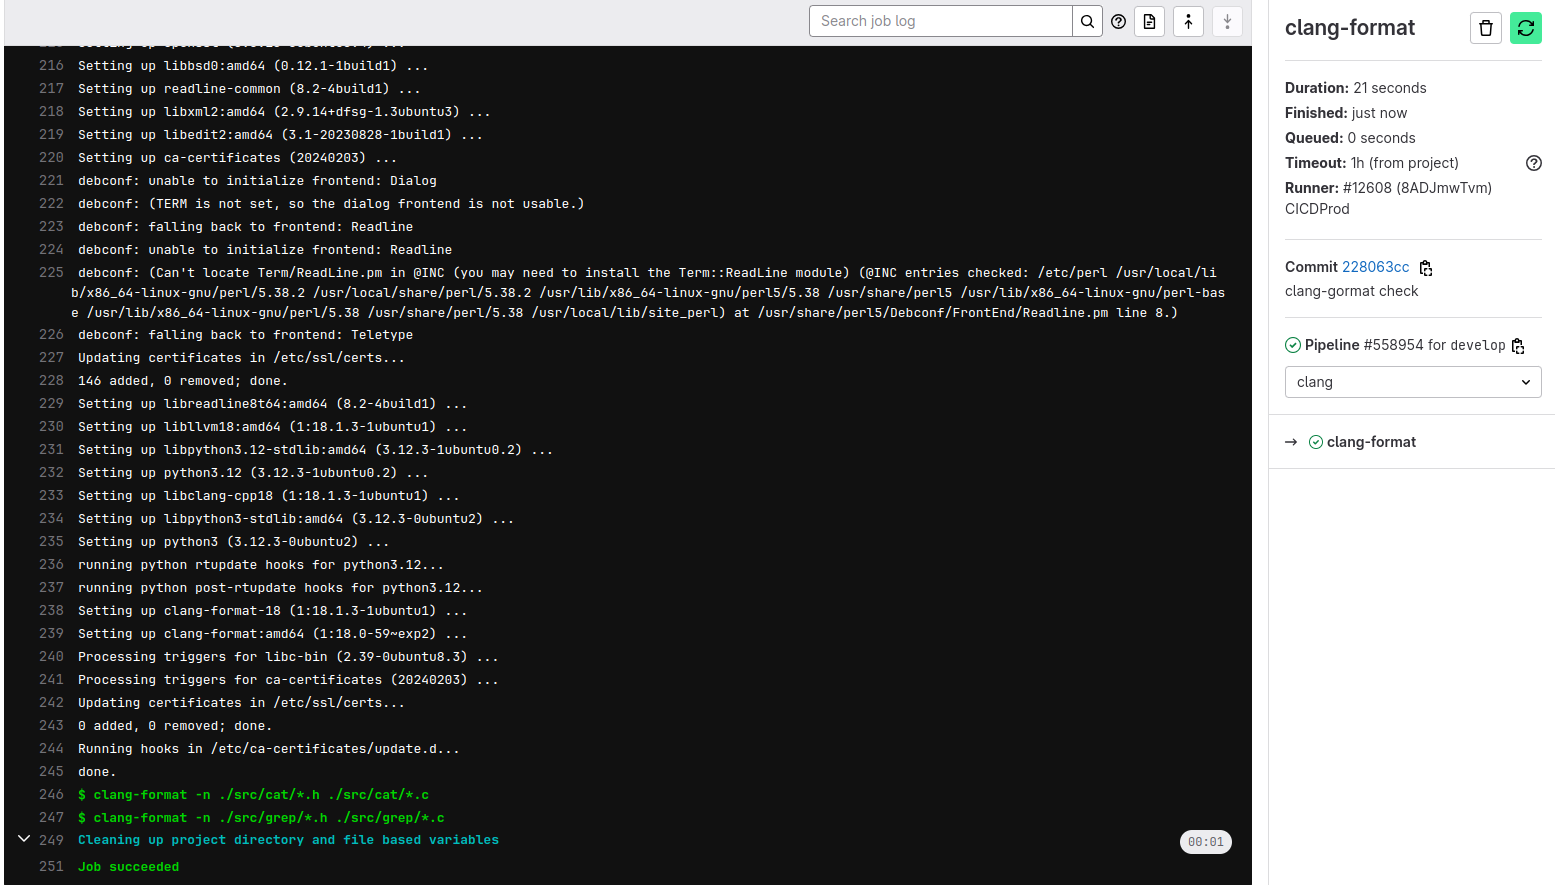 Search job log
216 Setting up libbsd0:amd64 (0.12.1-1build1) ...
217 Setting up readline-common (8.2-4build1) ...
218 Setting up libxml2:amd64 (2.9.14+dfsg-1.3ubuntu3) ...
219 Setting up libedit2:amd64 (3.1-20230828-1build1) ...
220 Setting up ca-certificates (20240203) ...
221 debconf: unable to initialize frontend: Dialog
222 debconf: (TERM is not set, so the dialog frontend is not usable.)
223 debconf: falling back to frontend: Readline
224 debconf: unable to initialize frontend: Readline
225 debconf: (Can't locate Term/ReadLine.pm in @INC (you may need to install the Term::ReadLine module) (@INC entries checked: /etc/perl /usr/local/li
b/x86_64-linux-gnu/perl/5.38.2 /usr/local/share/perl/5.38.2 /usr/lib/x86_64-linux-gnu/perl5/5.38 /usr/share/perl5 /usr/lib/x86_64-linux-gnu/perl-bas
e /usr/lib/x86_64-linux-gnu/perl/5.38 /usr/share/perl/5.38 /usr/local/lib/site_perl) at /usr/share/perl5/Debconf/FrontEnd/Readline.pm line 8.)
226 debconf: falling back to frontend: Teletype
227 Updating certificates in /etc/ssl/certs...
228 146 added, 0 removed; done.
229 Setting up libreadline8t64:amd64 (8.2-4build1) ...
230 Setting up libllvm18:amd64 (1:18.1.3-1ubuntu1) ...
231 Setting up libpython3.12-stdlib:amd64 (3.12.3-1ubuntu0.2) ...
232 Setting up python3.12 (3.12.3-1ubuntu0.2) ...
233 Setting up libclang-cpp18 (1:18.1.3-1ubuntu1) ...
234 Setting up libpython3-stdlib:amd64 (3.12.3-0ubuntu2) ...
235 Setting up python3 (3.12.3-0ubuntu2) ...
236 running python rtupdate hooks for python3.12...
237 running python post-rtupdate hooks for python3.12...
238 Setting up clang-format-18 (1:18.1.3-1ubuntu1) ...
239 Setting up clang-format:amd64 (1:18.0-59~exp2) ...
240 Processing triggers for libc-bin (2.39-0ubuntu8.3) ...
241 Processing triggers for ca-certificates (20240203) ...
242 Updating certificates in /etc/ssl/certs...
243 0 added, 0 removed; done.
244 Running hooks in /etc/ca-certificates/update.d...
245 done.
246 $ clang-format -n ./src/cat/*.h ./src/cat/*.c
247 $ clang-format -n ./src/grep/*.h ./src/grep/*.c
249 Cleaning up project directory and file based variables 00:01
251 Job succeeded
clang-format
Duration: 21 seconds
Finished: just now
Queued: 0 seconds
Timeout: 1h (from project)
Runner: #12608 (8ADJmwTvm)
CICDProd
Commit 228063cc
clang-gormat check
Pipeline #558954 for develop
clang
→ clang-format